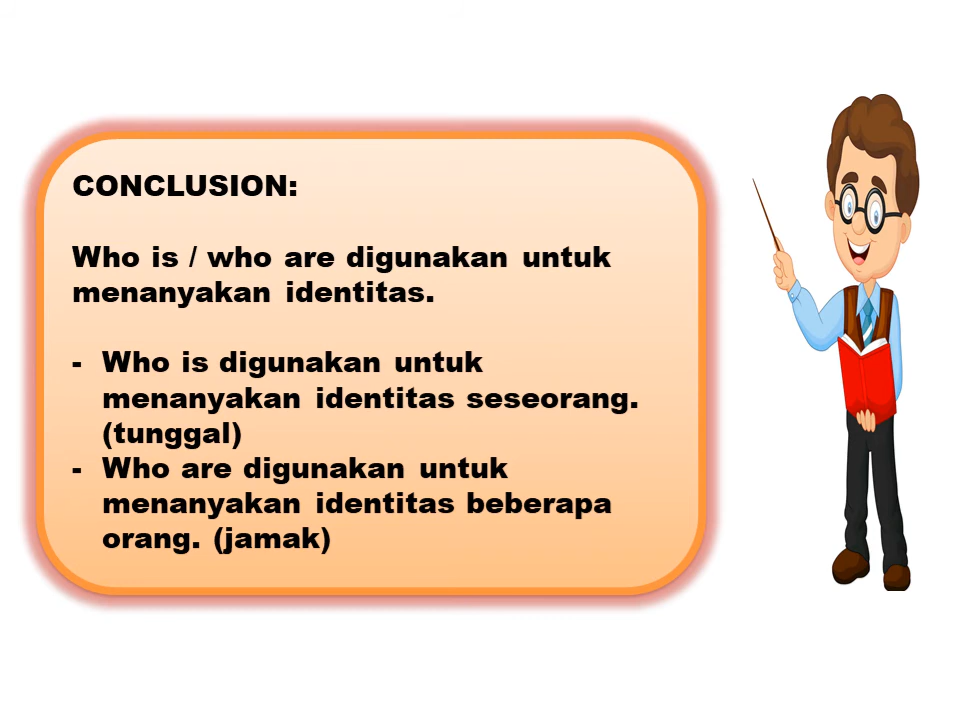 CONCLUSION:
Who is / who are digunakan untuk
menanyakan identitas.
- Who is digunakan untuk
menanyakan identitas seseorang.
(tunggal)
- Who are digunakan untuk
menanyakan identitas beberapa
orang. (jamak)